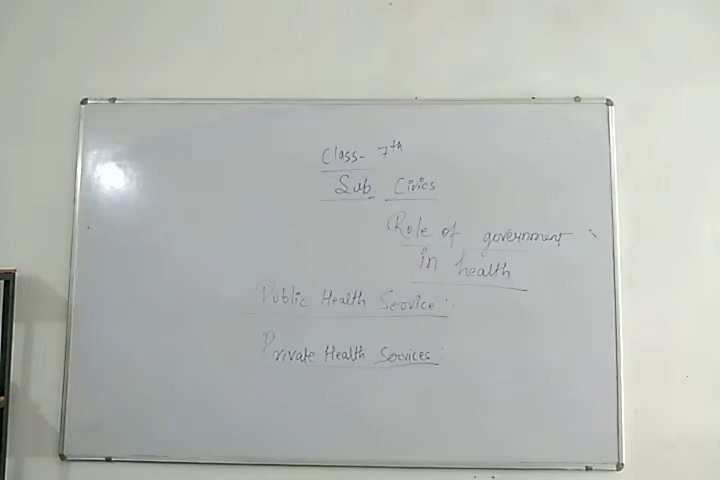 Class- 7th
Sub. Civics
Role of government
in health
Public Health Service:
Private Health Services: